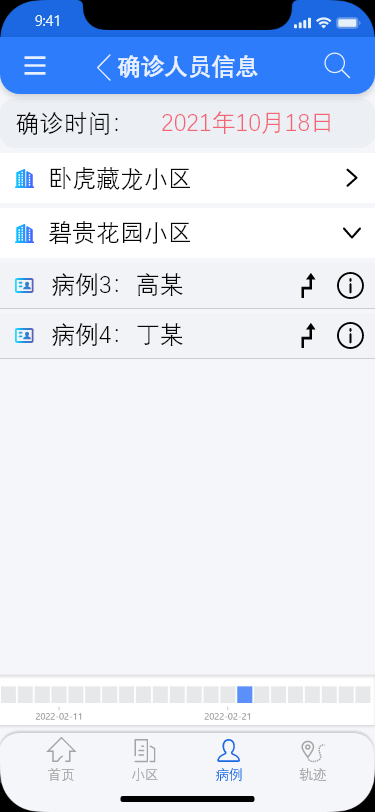 9:41
确诊人员信息
确诊时间： 2021年10月18日
卧虎藏龙小区
碧贵花园小区
病例3：高某
病例4：丁某
2022-02-11 2022-02-21
首页 小区 病例 轨迹